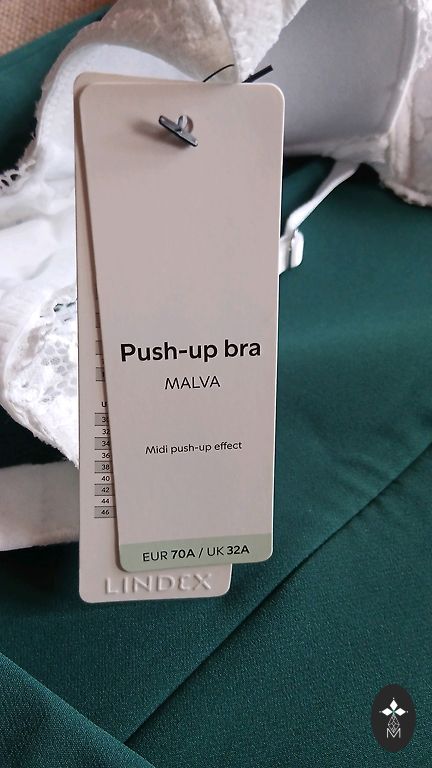 Push-up bra
MALVA
Midi push-up effect
EUR 70A / UK 32A
LINDEX
32
34
36
38
40
42
44
46
M